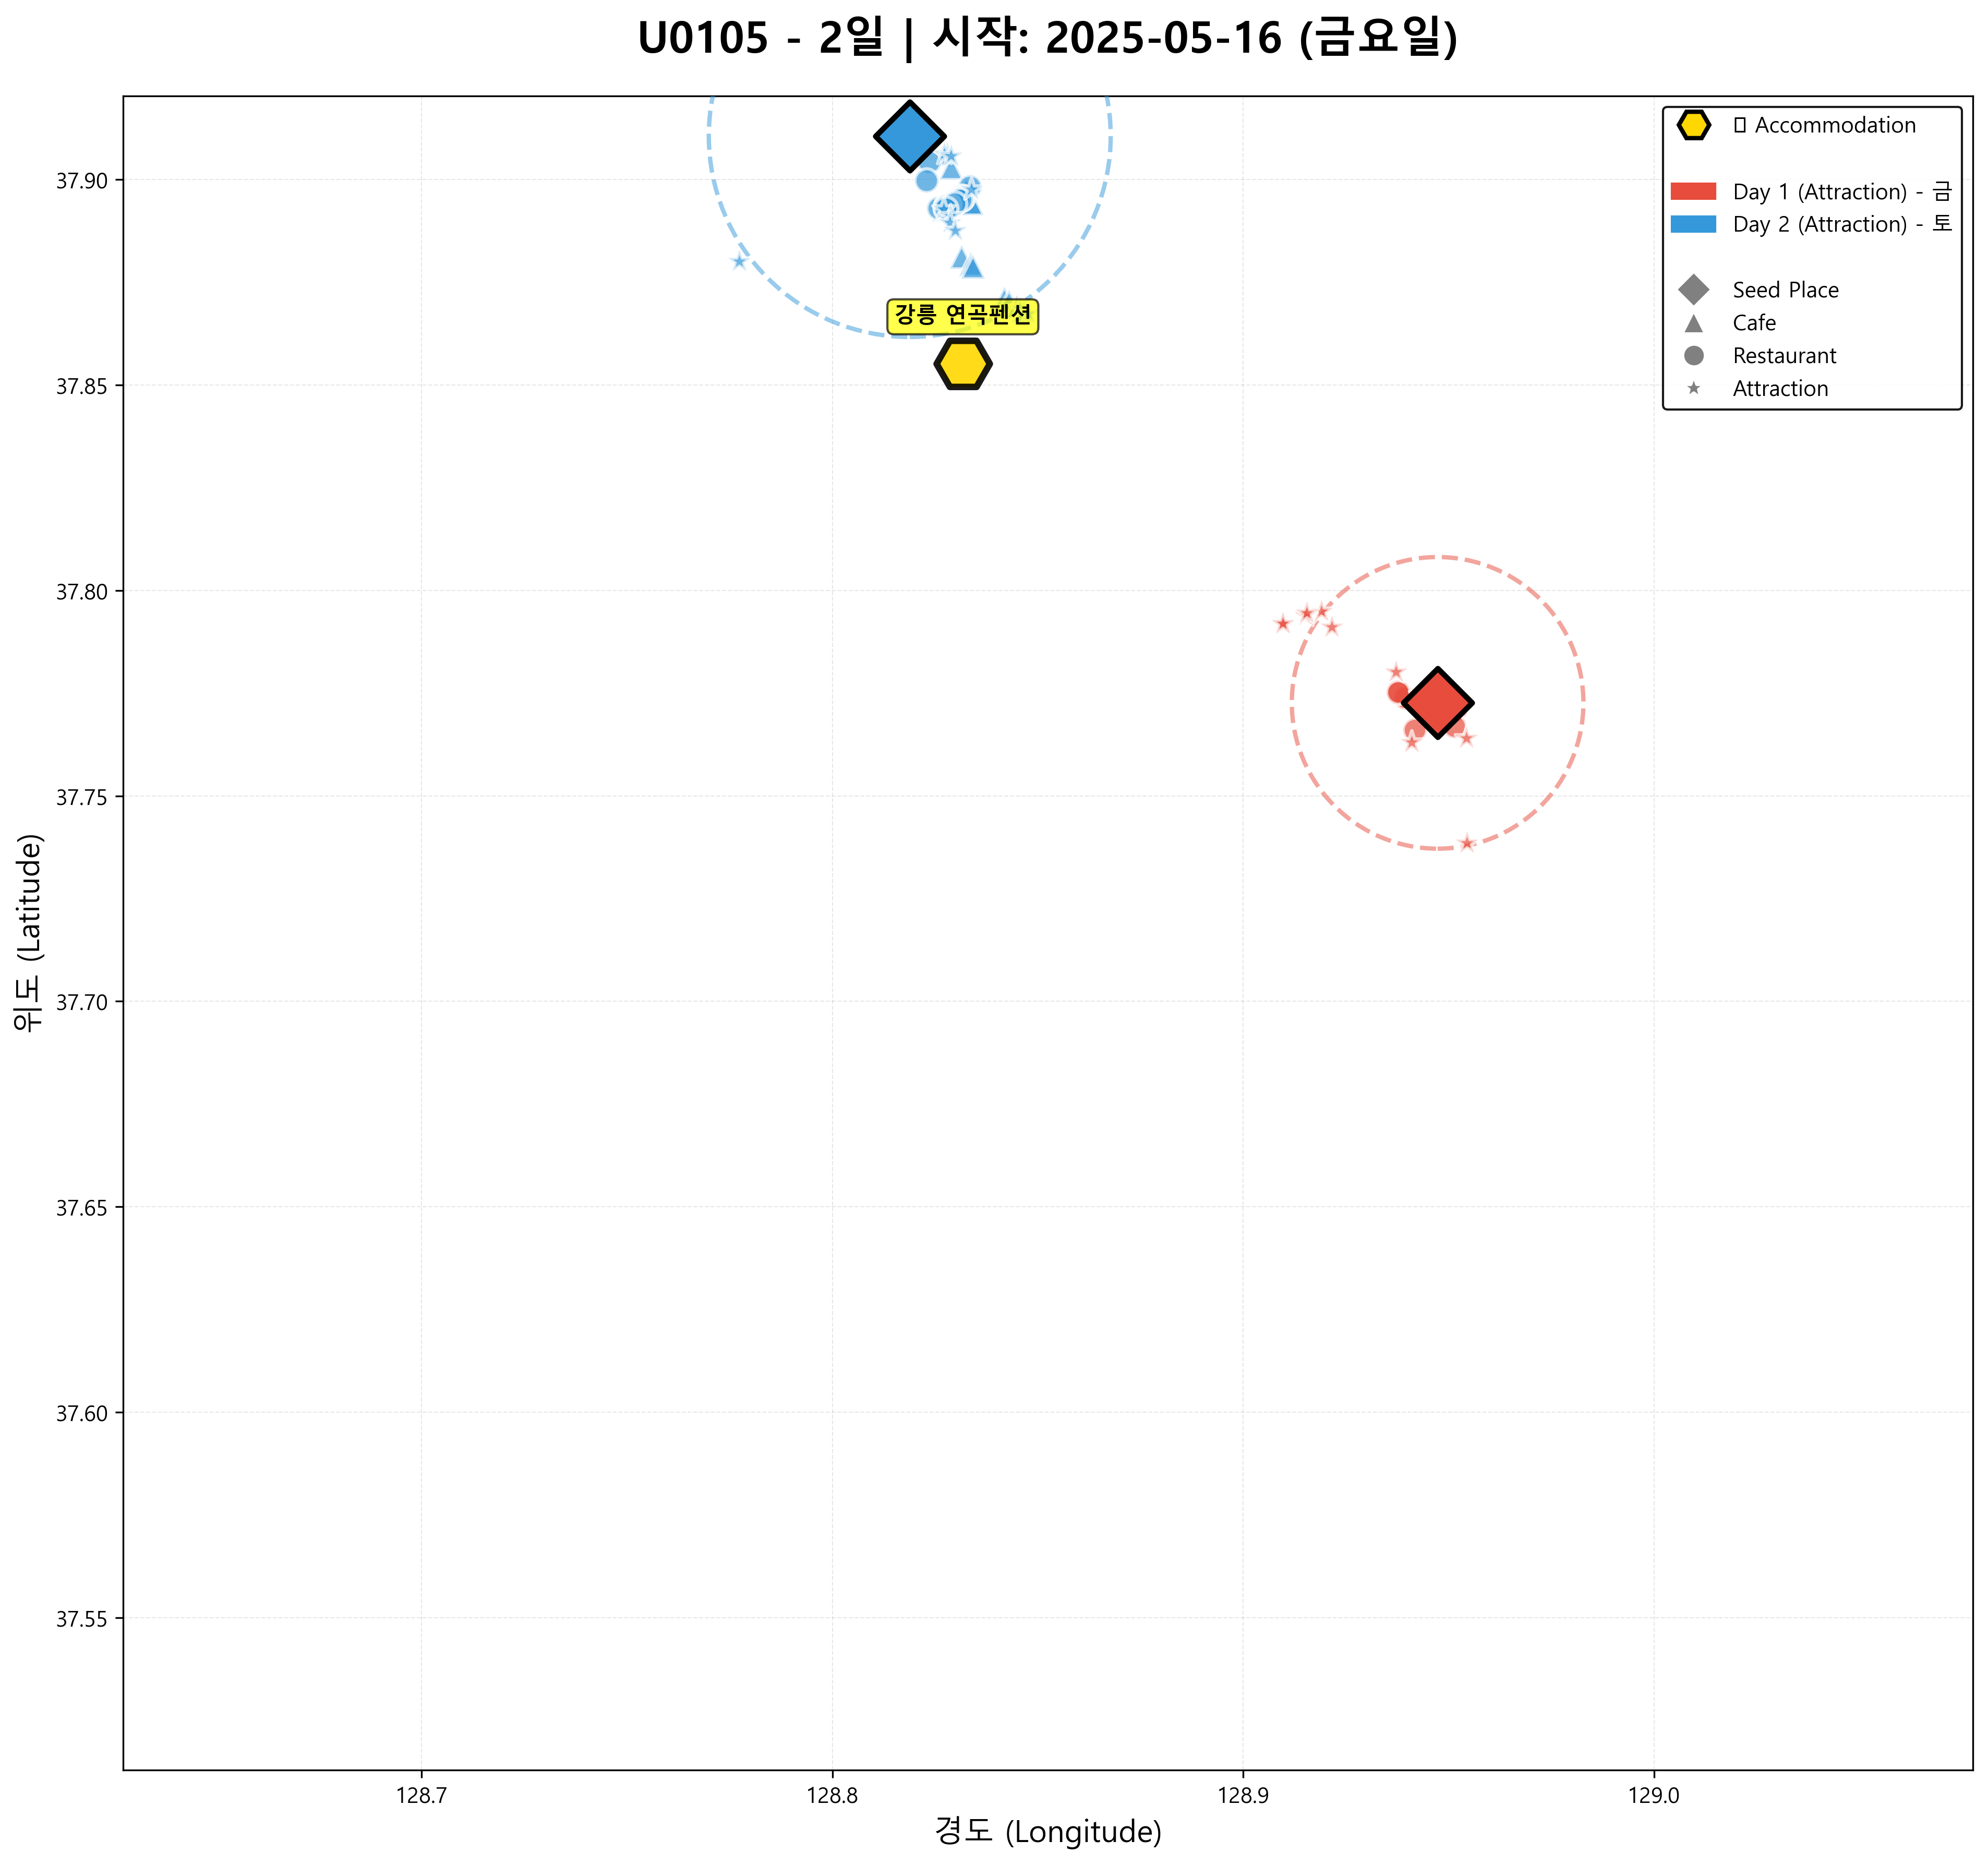 U0105 - 2일 | 시작: 2025-05-16 (금요일)
Accommodation
Day 1 (Attraction) - 금
Day 2 (Attraction) - 토
Seed Place
Cafe
Restaurant
Attraction
강릉 연곡펜션
위도 (Latitude)
37.90
37.85
37.80
37.75
37.70
37.65
37.60
37.55
128.7 128.8 128.9 129.0
경도 (Longitude)